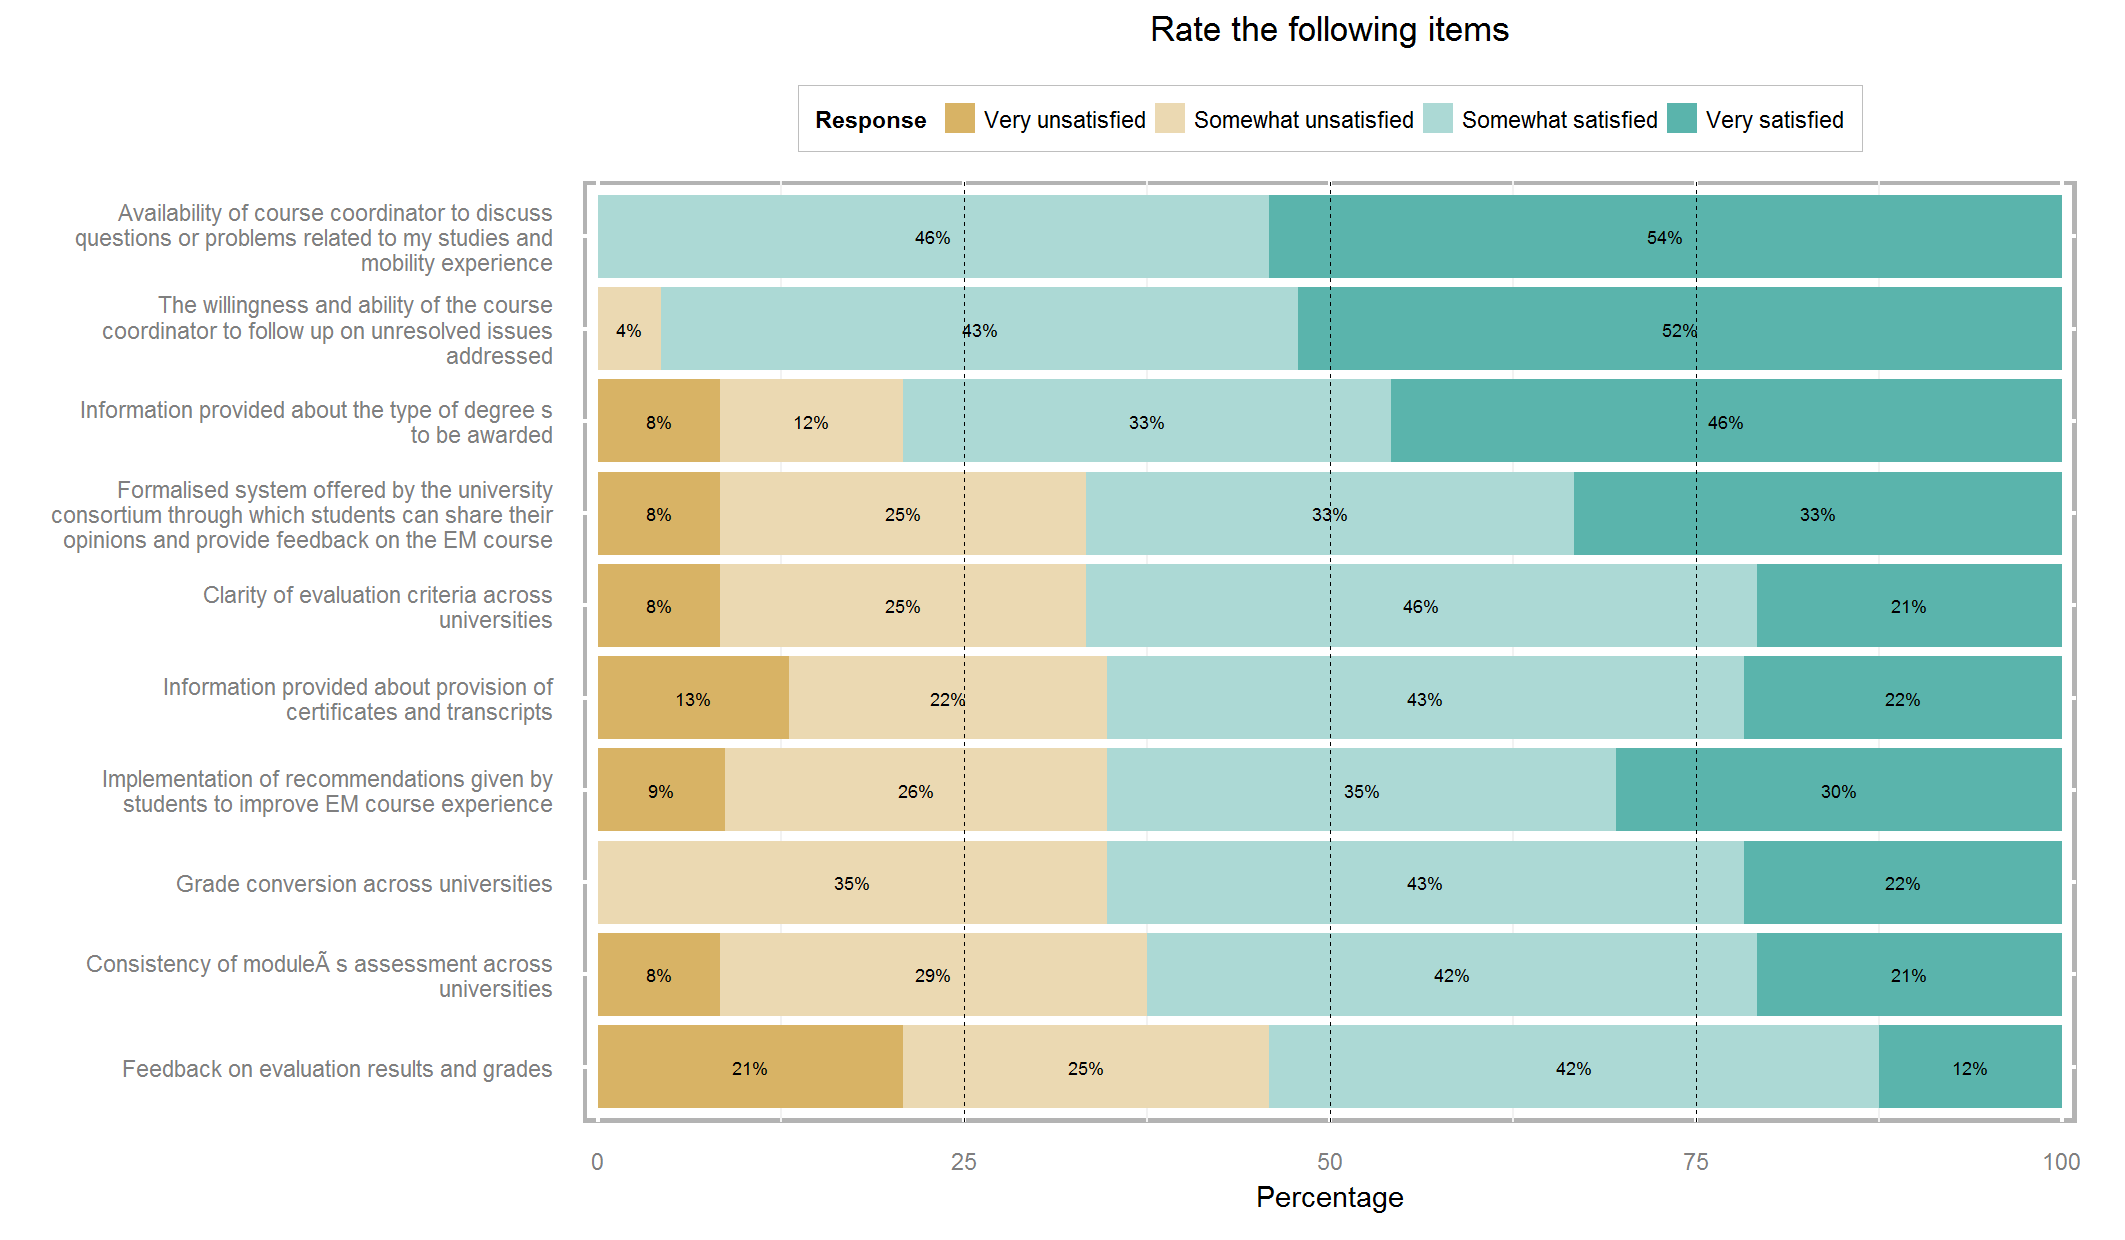 Rate the following items
Response Very unsatisfied Somewhat unsatisfied Somewhat satisfied Very satisfied
Availability of course coordinator to discuss
questions or problems related to my studies and
mobility experience
46% 54%
The willingness and ability of the course
coordinator to follow up on unresolved issues
addressed
4% 43% 52%
Information provided about the type of degree s
to be awarded
8% 12% 33% 46%
Formalised system offered by the university
consortium through which students can share their
opinions and provide feedback on the EM course
8% 25% 33% 33%
Clarity of evaluation criteria across
universities
8% 25% 46% 21%
Information provided about provision of
certificates and transcripts
13% 22% 43% 22%
Implementation of recommendations given by
students to improve EM course experience
9% 26% 35% 30%
Grade conversion across universities
35% 43% 22%
Consistency of moduleÃ s assessment across
universities
8% 29% 42% 21%
Feedback on evaluation results and grades
21% 25% 42% 12%
0 25 50 75 100
Percentage